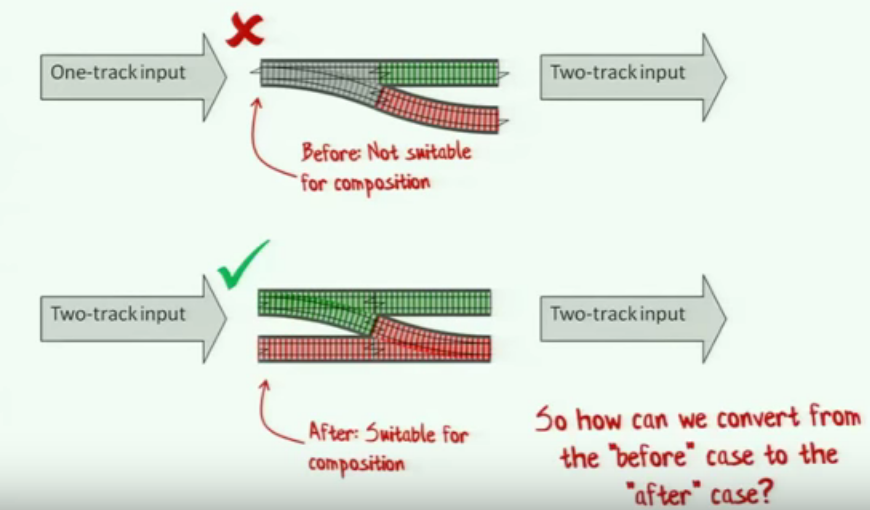 One-track input
Two-track input
Before: Not suitable
for composition
Two-track input
Two-track input
After: Suitable for
composition
So how can we convert from
the "before" case to the
"after" case?